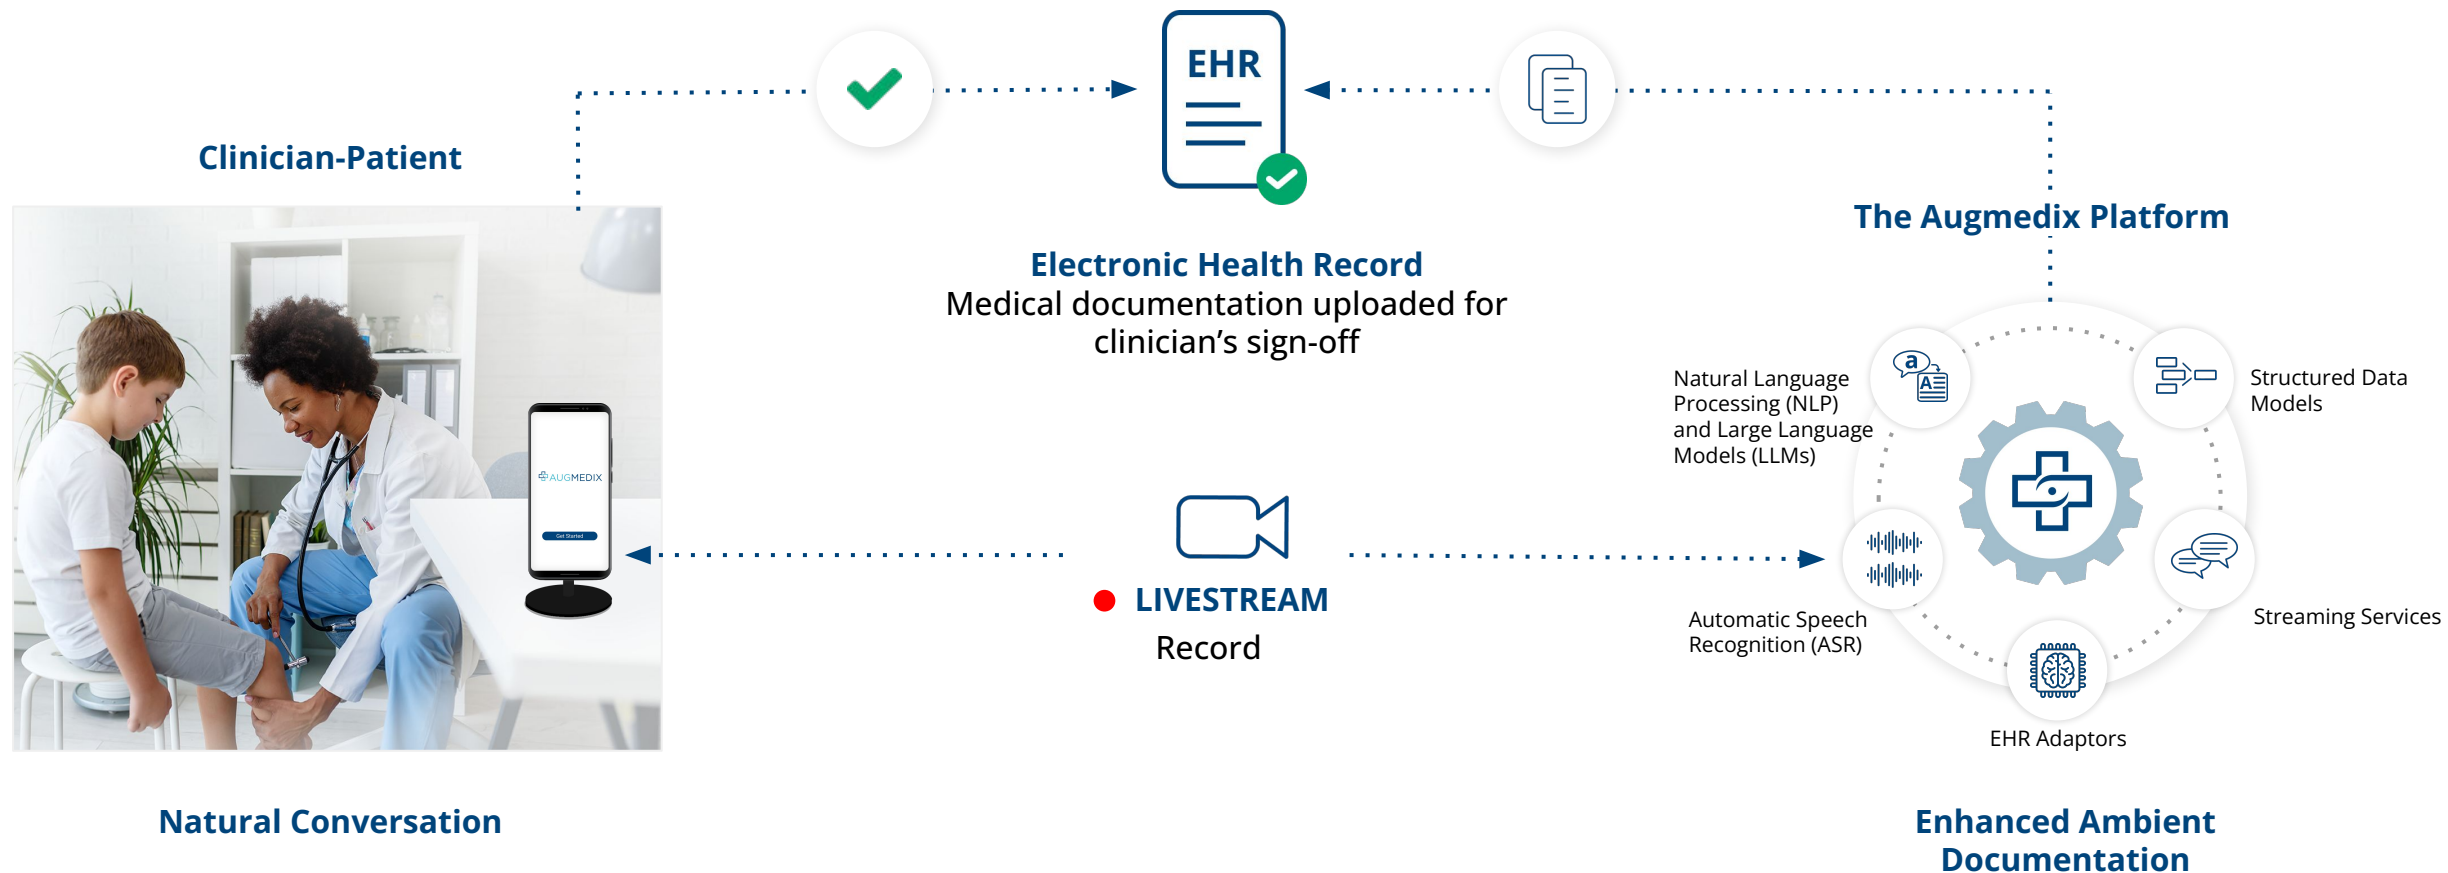 EHR
Clinician-Patient
The Augmedix Platform
Electronic Health Record
Medical documentation uploaded for
clinician’s sign-off
a
A
Natural Language
Processing (NLP)
and Large Language
Models (LLMs)
Structured Data
Models
AUGMEDIX
Get Started
LIVESTREAM
Record
Automatic Speech
Recognition (ASR)
Streaming Services
EHR Adaptors
Natural Conversation
Enhanced Ambient
Documentation